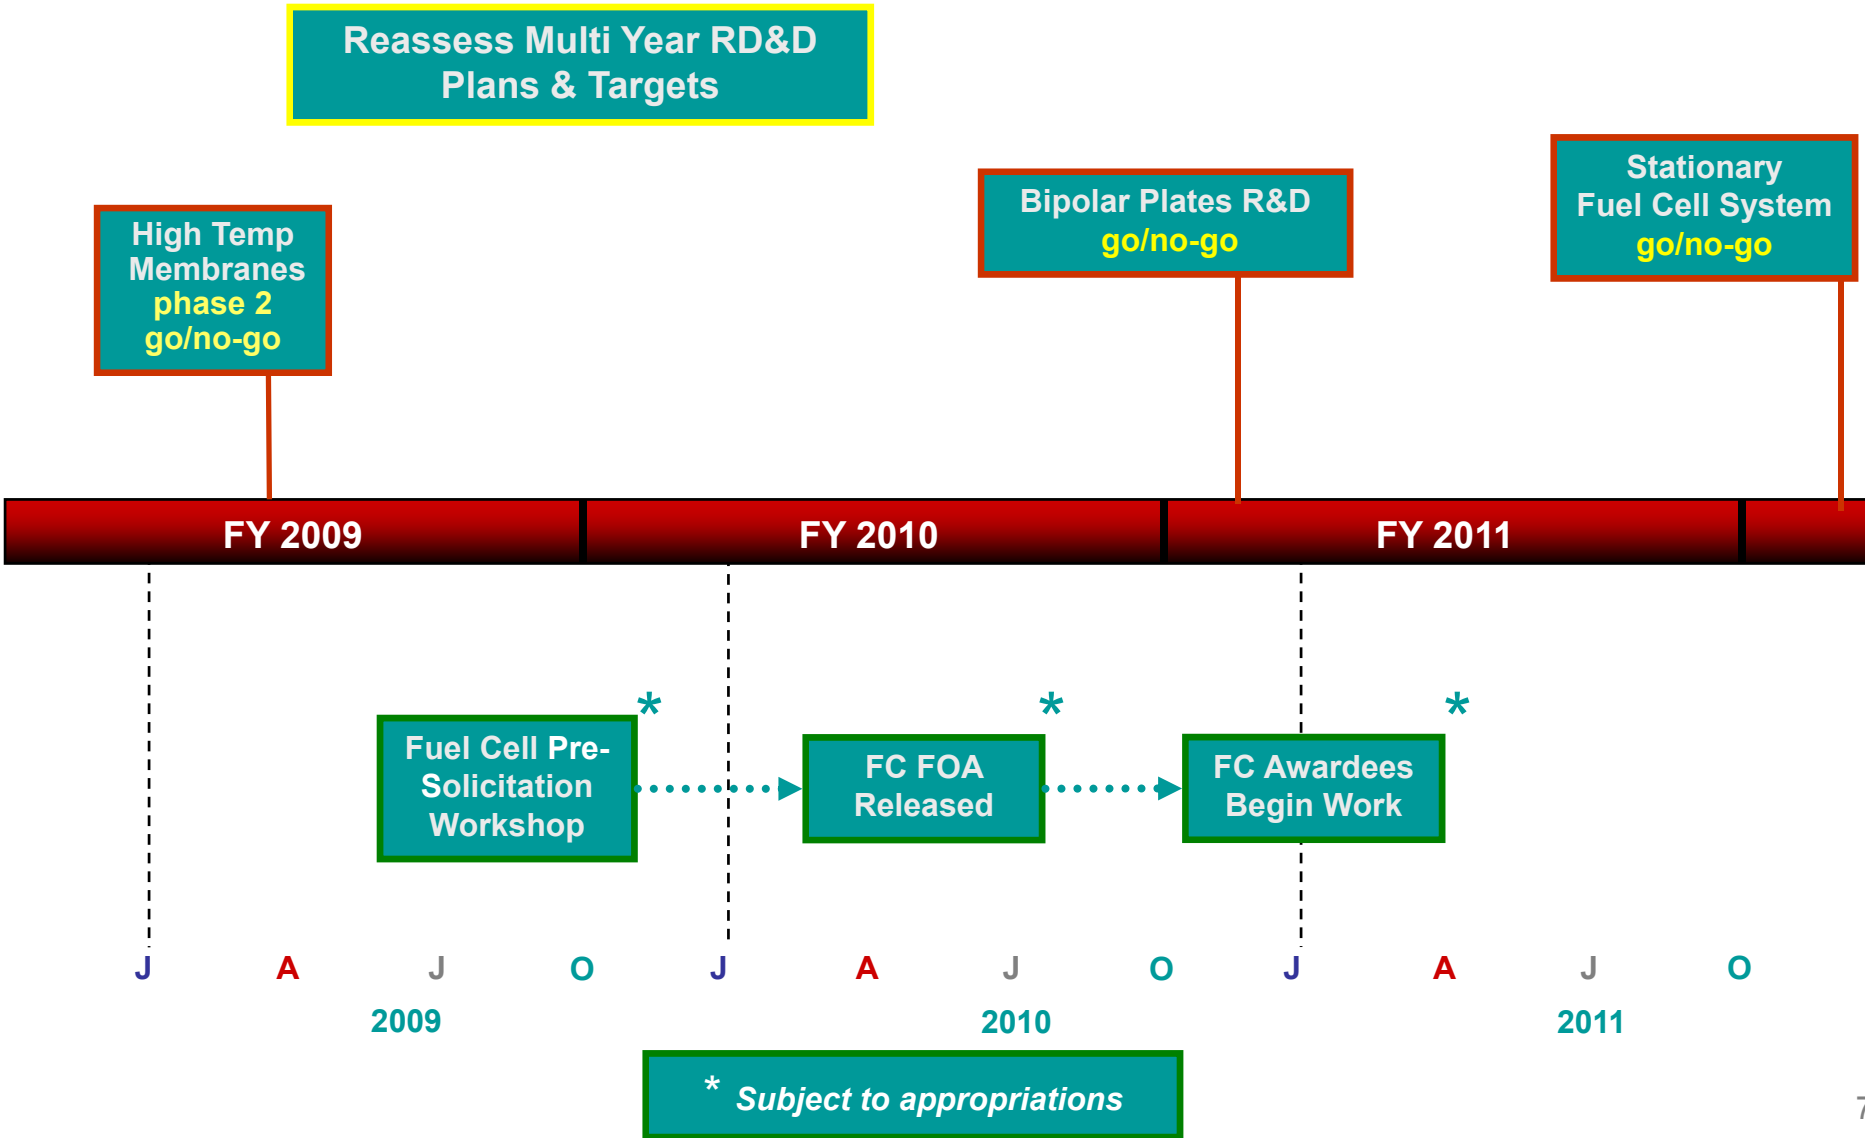 Reassess Multi Year RD&D
Plans & Targets
High Temp
Membranes
phase 2
go/no-go
Bipolar Plates R&D
go/no-go
Stationary
Fuel Cell System
go/no-go
FY 2009
FY 2010
FY 2011
*
*
*
Fuel Cell Pre-
Solicitation
Workshop
FC FOA
Released
FC Awardees
Begin Work
J A J O J A J O J A J O
2009 2010 2011
* Subject to appropriations
7